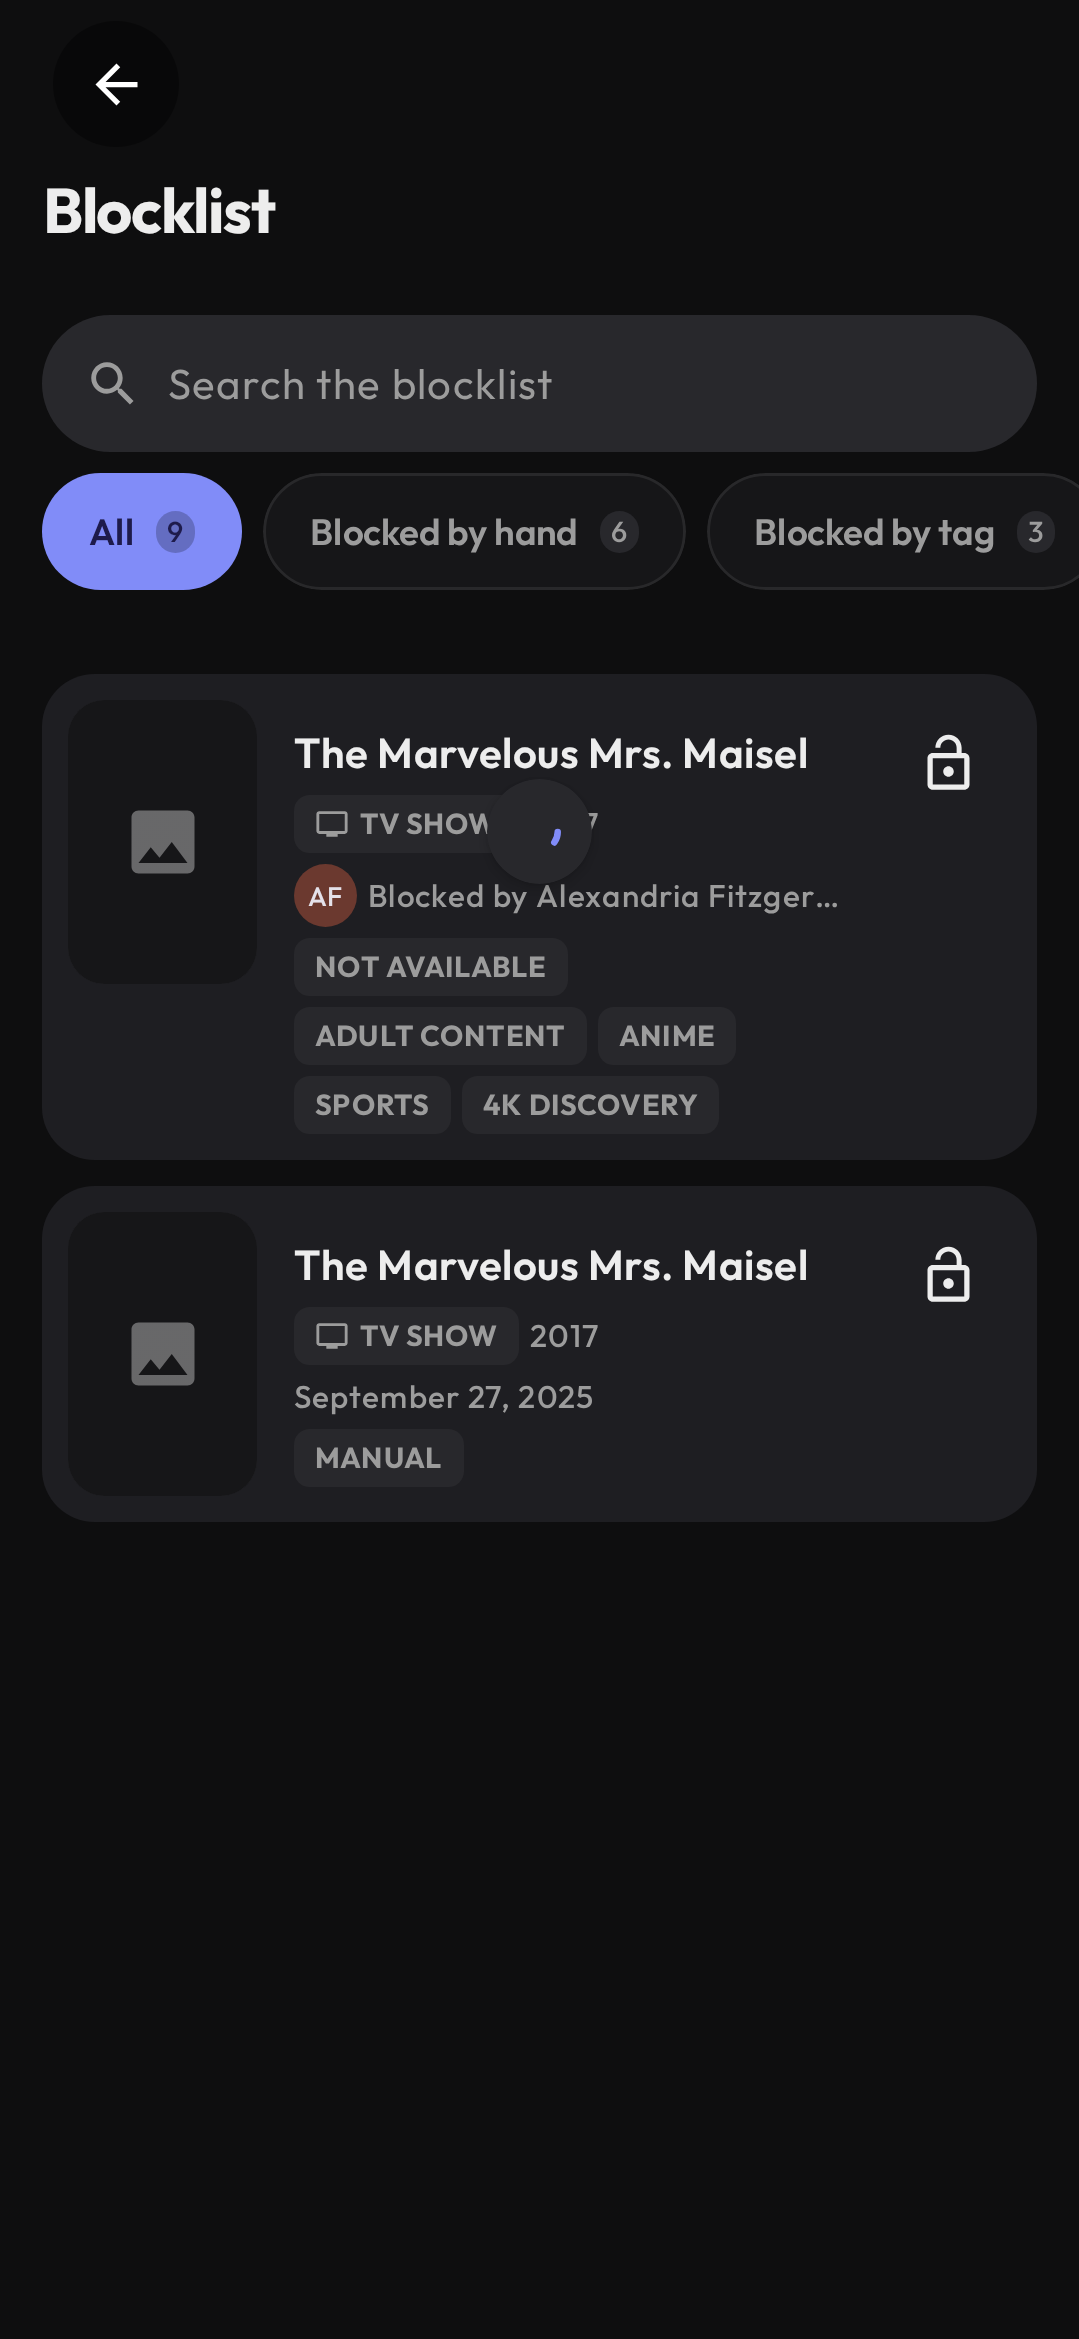 Blocklist
Search the blocklist
All 9 Blocked by hand 6 Blocked by tag 3
The Marvelous Mrs. Maisel
TV SHOW
AF Blocked by Alexandria Fitzger...
NOT AVAILABLE
ADULT CONTENT ANIME
SPORTS 4K DISCOVERY
The Marvelous Mrs. Maisel
TV SHOW 2017
September 27, 2025
MANUAL